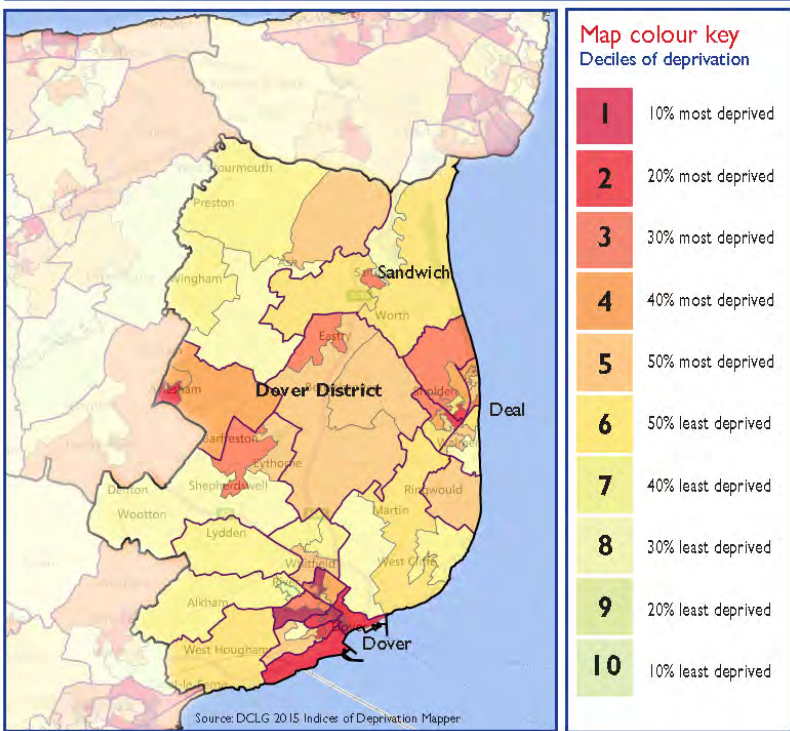 Map colour key
Deciles of deprivation
1 10% most deprived
2 20% most deprived
3 30% most deprived
4 40% most deprived
5 50% most deprived
6 50% least deprived
7 40% least deprived
8 30% least deprived
9 20% least deprived
10 10% least deprived
Preston
Wingham
Sandwich
Worth
Eastry
Dover District
Sholden
Deal
Eythorne
Shepherdswell
Denton
Wootton
Ringwould
Martin
Lydden
Whitfield
West Cliffe
Alkham
Dover
West Hougham
Source: DCLG 2015 Indices of Deprivation Mapper